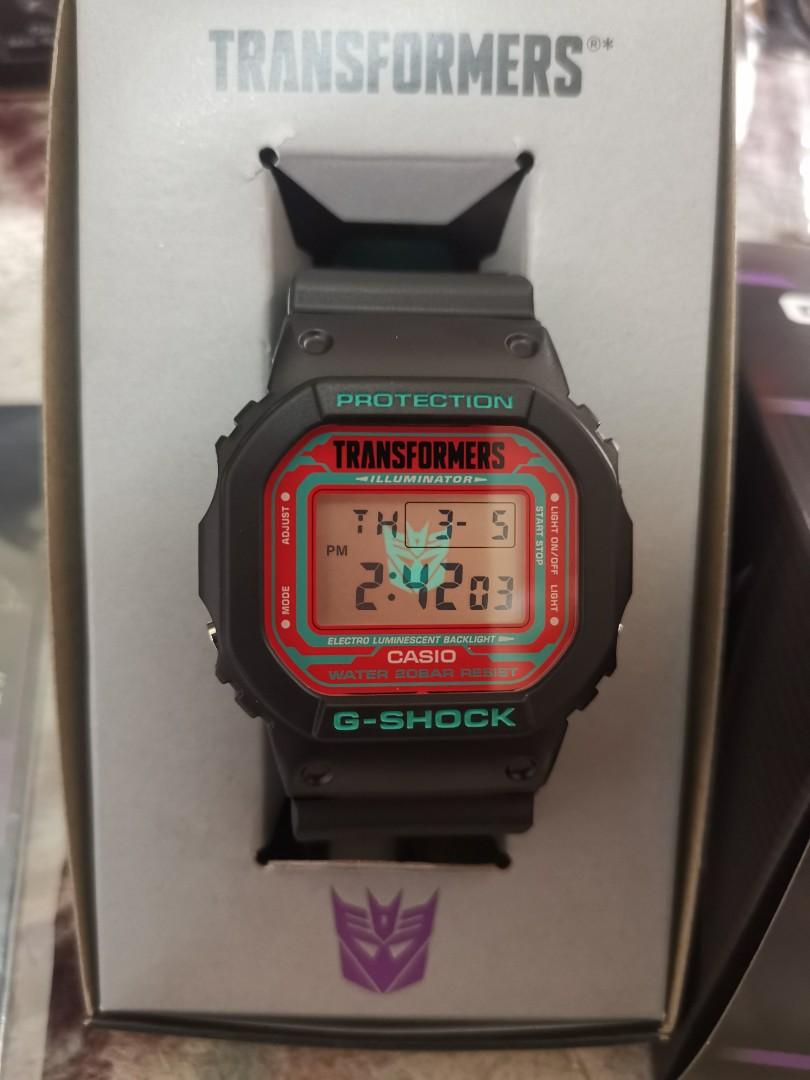 TRANSFORMERS®*
PROTECTION
TRANSFORMERS
ILLUMINATOR
ADJUST
MODE
LIGHT ON/OFF
START STOP
LIGHT
TH 3- 5
PM
2:42 03
ELECTRO LUMINESCENT BACKLIGHT
CASIO
WATER 20BAR RESIST
G-SHOCK